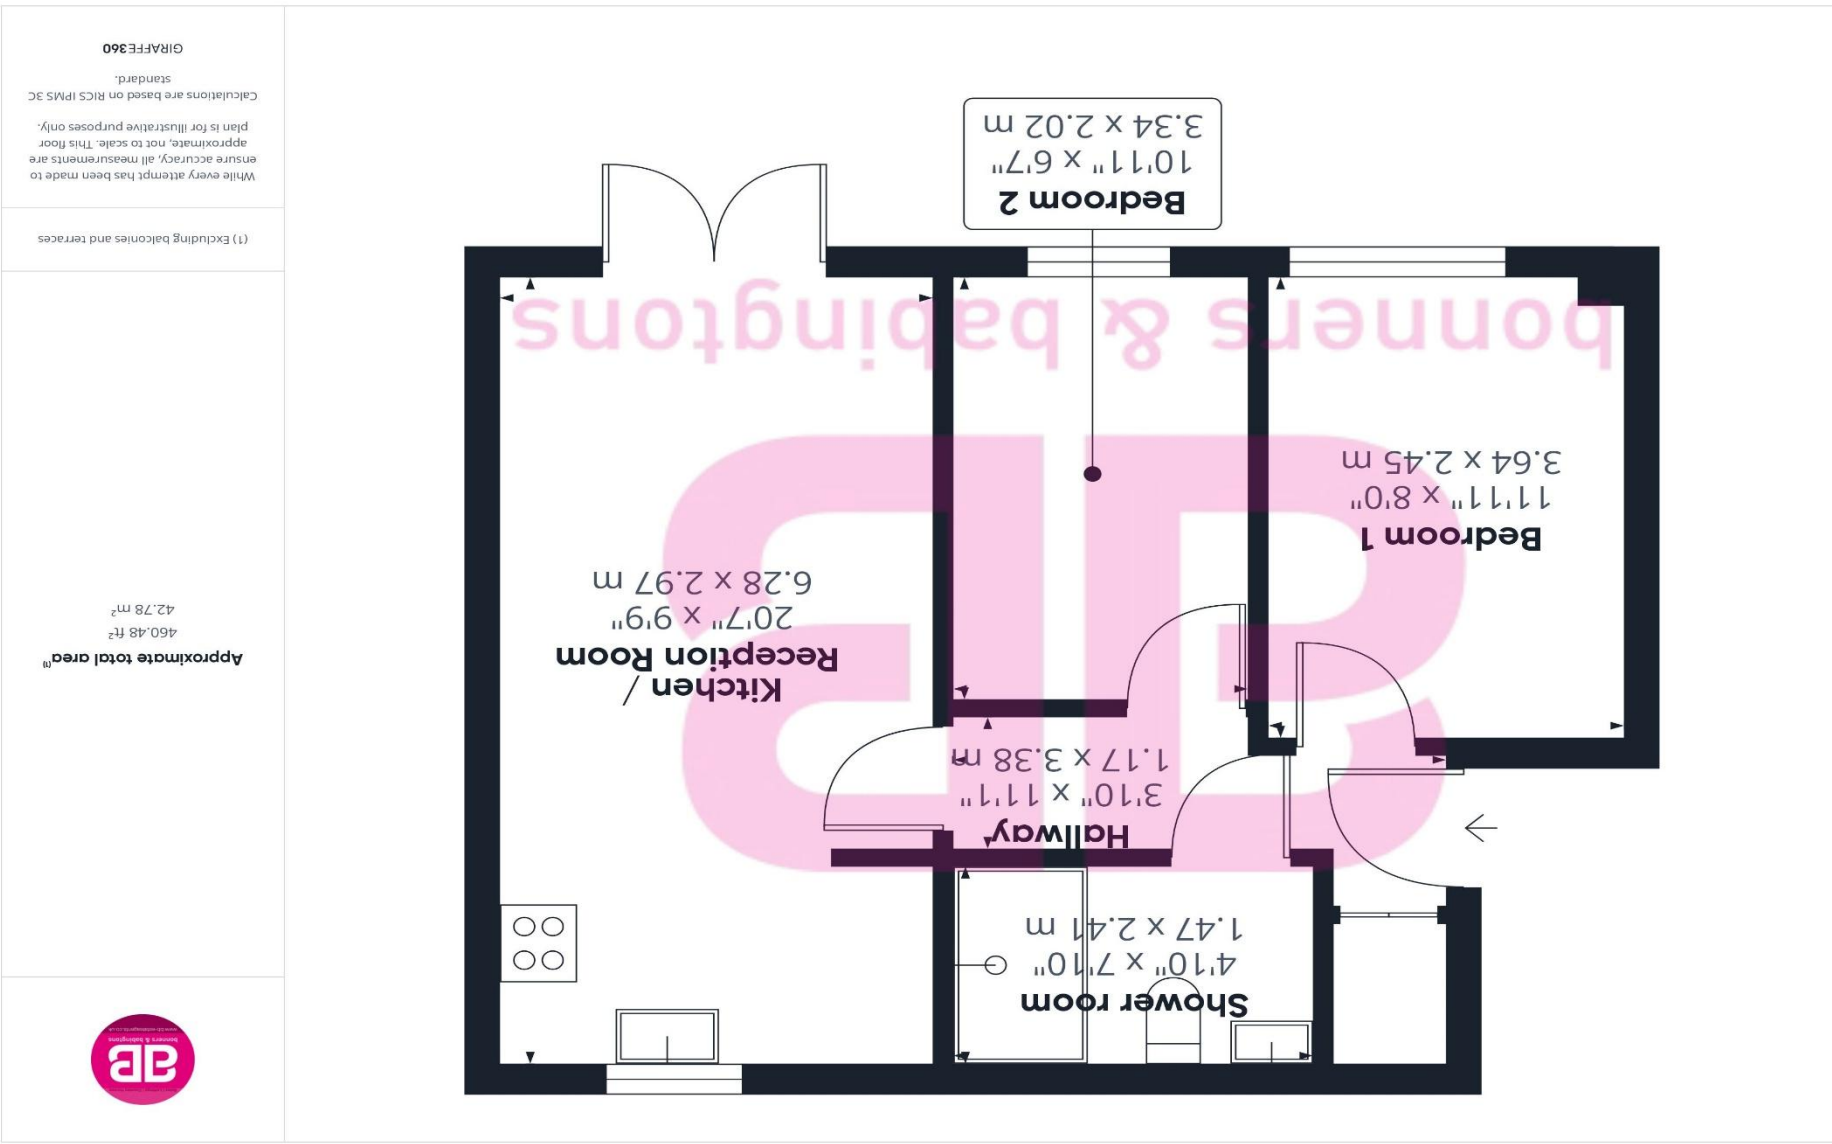 Shower room
4'10" x 7'10"
1.47 x 2.41 m
Hallway
3'10" x 11'1"
1.17 x 3.38 m
Kitchen /
Reception Room
20'7" x 9'9"
6.28 x 2.97 m
Bedroom 1
11'11" x 8'0"
3.64 x 2.45 m
Bedroom 2
10'11" x 6'7"
3.34 x 2.02 m
BB
bonners & babingtons
BB
bonners & babingtons
Approximate total area(1)
460.48 ft²
42.78 m²
(1) Excluding balconies and terraces
While every attempt has been made to
ensure accuracy, all measurements are
approximate, not to scale. This floor
plan is for illustrative purposes only.
Calculations are based on RICS IPMS 3C
standard.
GIRAFFE360